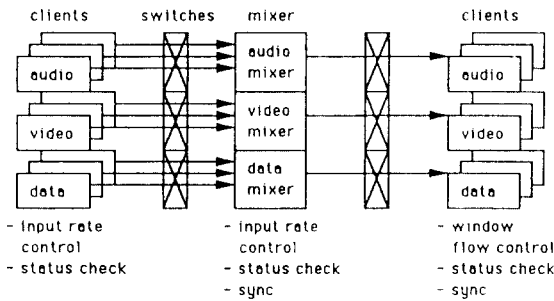 clients switches mixer clients
audio
audio mixer
audio
video
video mixer
video
data
data mixer
data
- input rate control
- status check
- input rate control
- status check
- sync
- window flow control
- status check
- sync